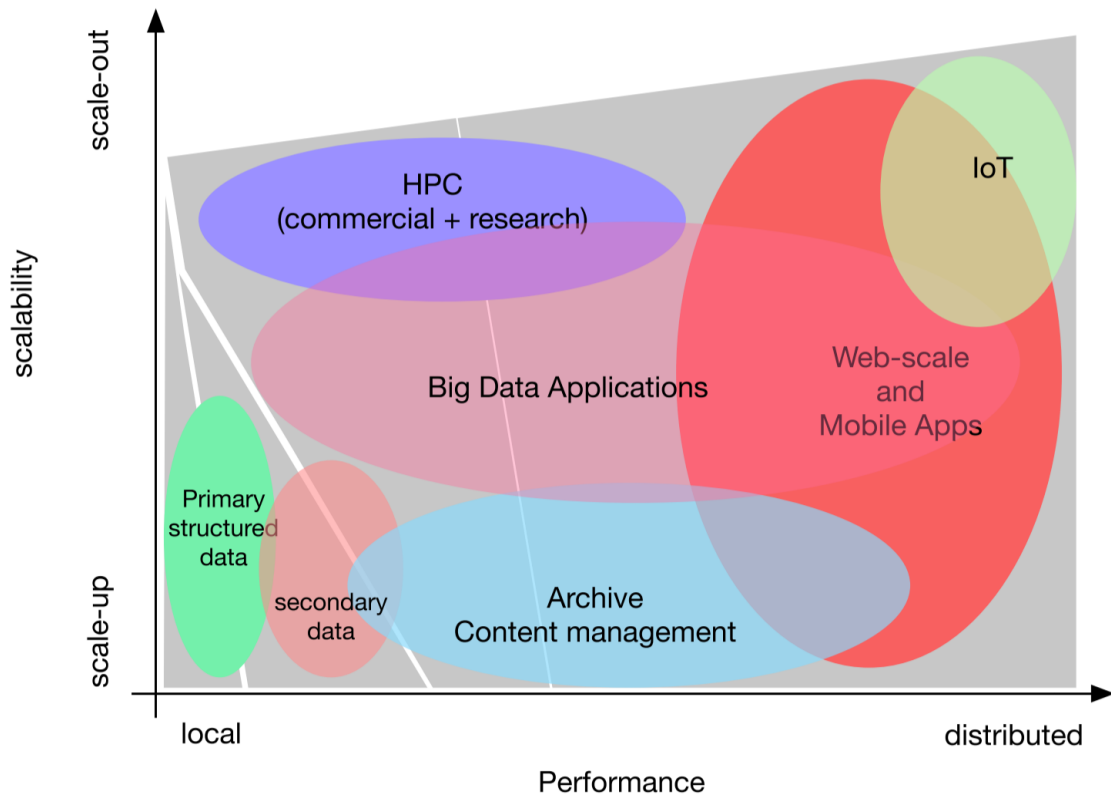 scale-out
scalability
scale-up
HPC
(commercial + research)
IoT
Big Data Applications
Web-scale
and
Mobile Apps
Primary
structured
data
secondary
data
Archive
Content management
local
distributed
Performance